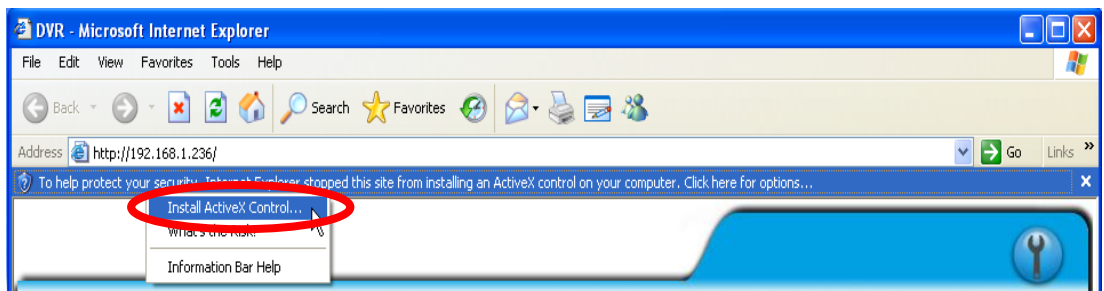 DVR - Microsoft Internet Explorer
File Edit View Favorites Tools Help
Back Search Favorites
Address http://192.168.1.236/ Go Links »
To help protect your security, Internet Explorer stopped this site from installing an ActiveX control on your computer. Click here for options...
Install ActiveX Control...
What's the Risk?
Information Bar Help